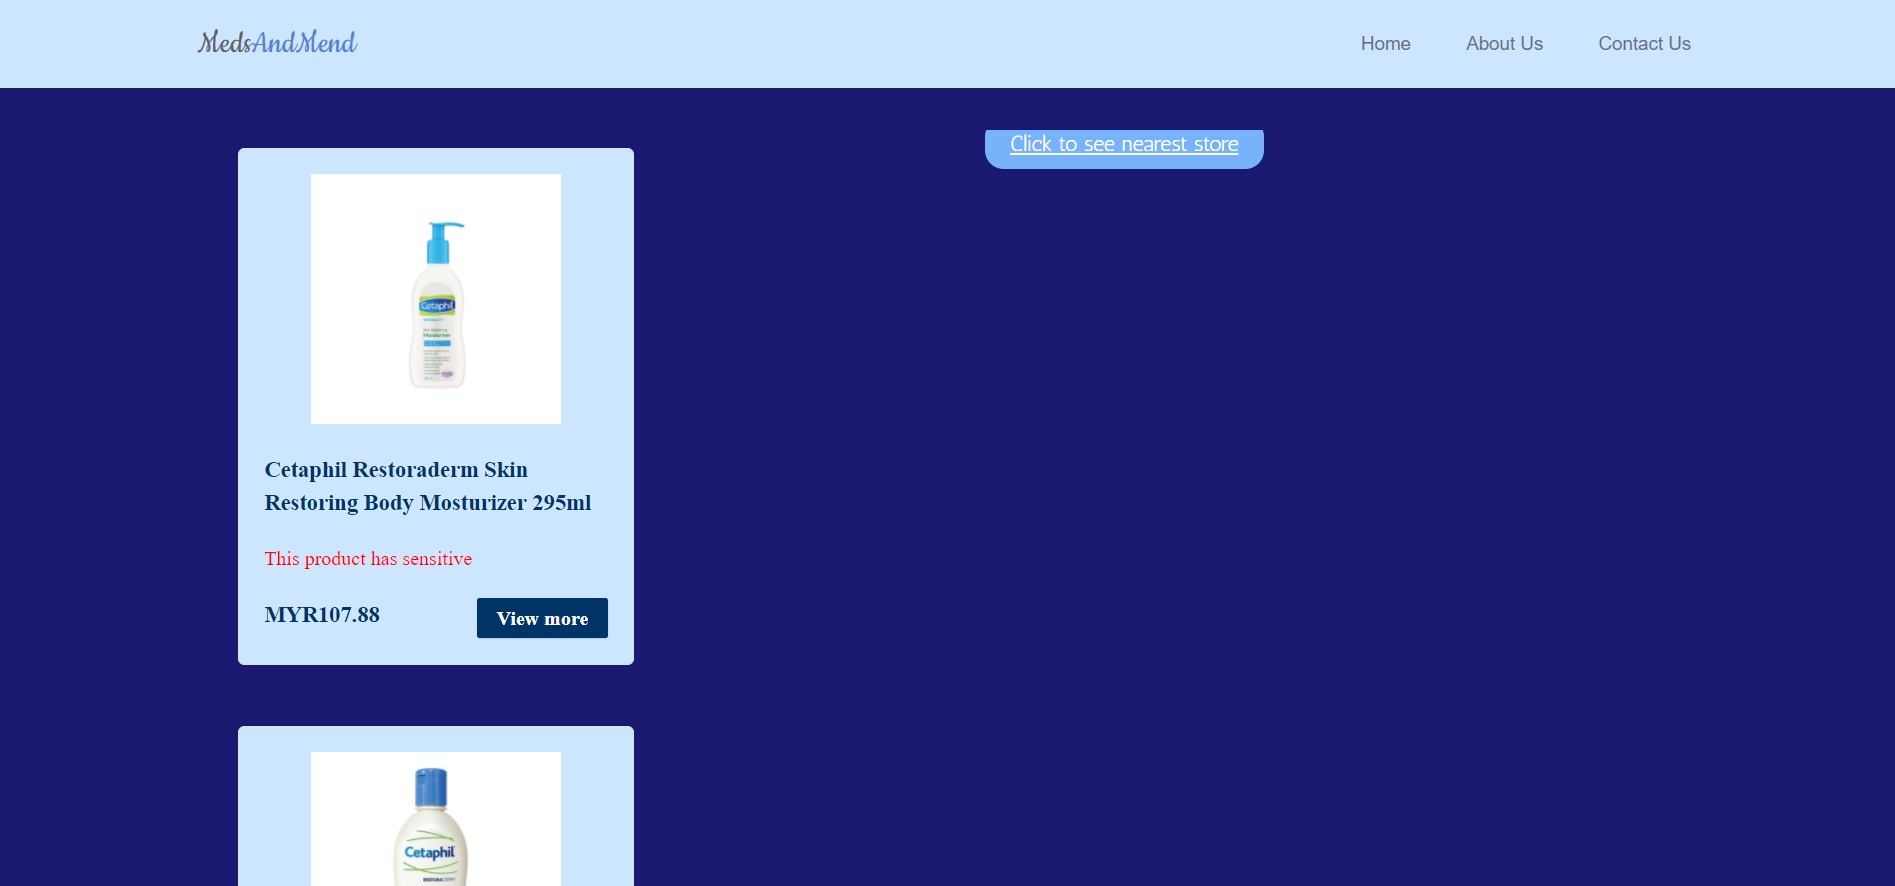 MedsAndMend
Home
About Us
Contact Us
Click to see nearest store
Cetaphil
Cetaphil Restoraderm Skin
Restoring Body Mosturizer 295ml
This product has sensitive
MYR107.88
View more
Cetaphil